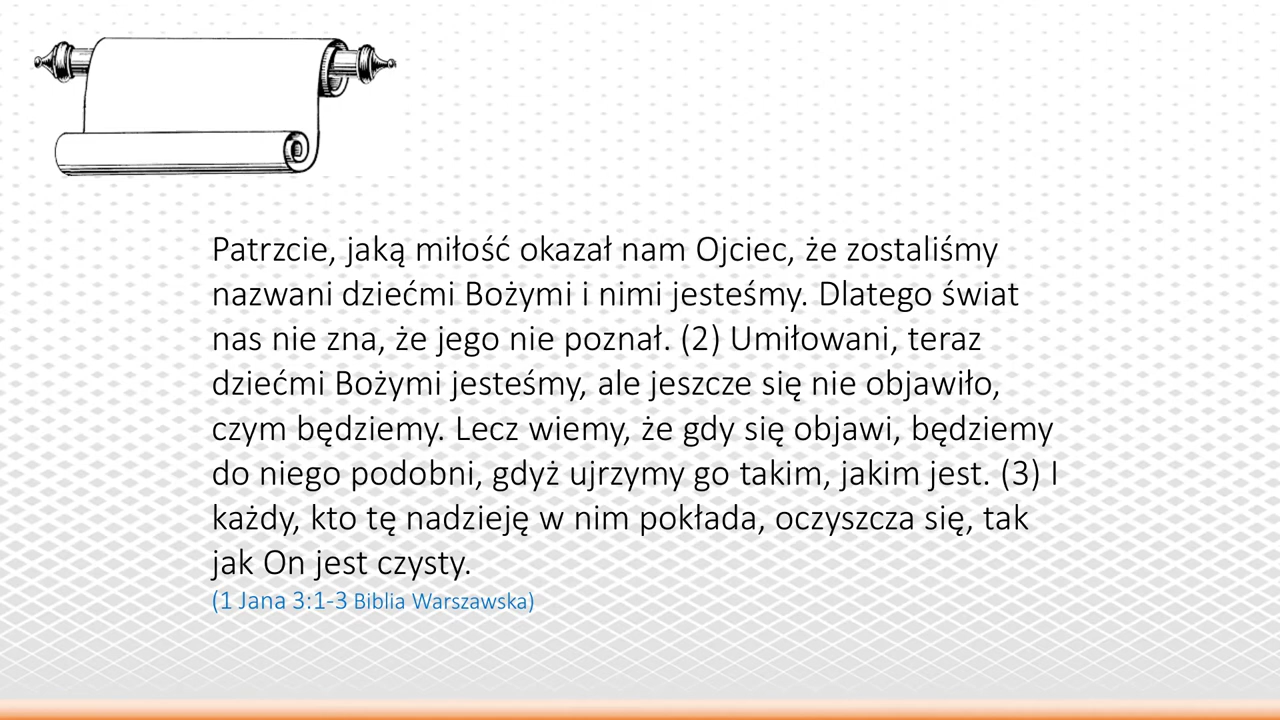 Patrzcie, jaką miłość okazał nam Ojciec, że zostaliśmy
nazwani dziećmi Bożymi i nimi jesteśmy. Dlatego świat
nas nie zna, że jego nie poznał. (2) Umiłowani, teraz
dziećmi Bożymi jesteśmy, ale jeszcze się nie objawiło,
czym będziemy. Lecz wiemy, że gdy się objawi, będziemy
do niego podobni, gdyż ujrzymy go takim, jakim jest. (3) I
każdy, kto tę nadzieję w nim pokłada, oczyszcza się, tak
jak On jest czysty.
(1 Jana 3:1-3 Biblia Warszawska)